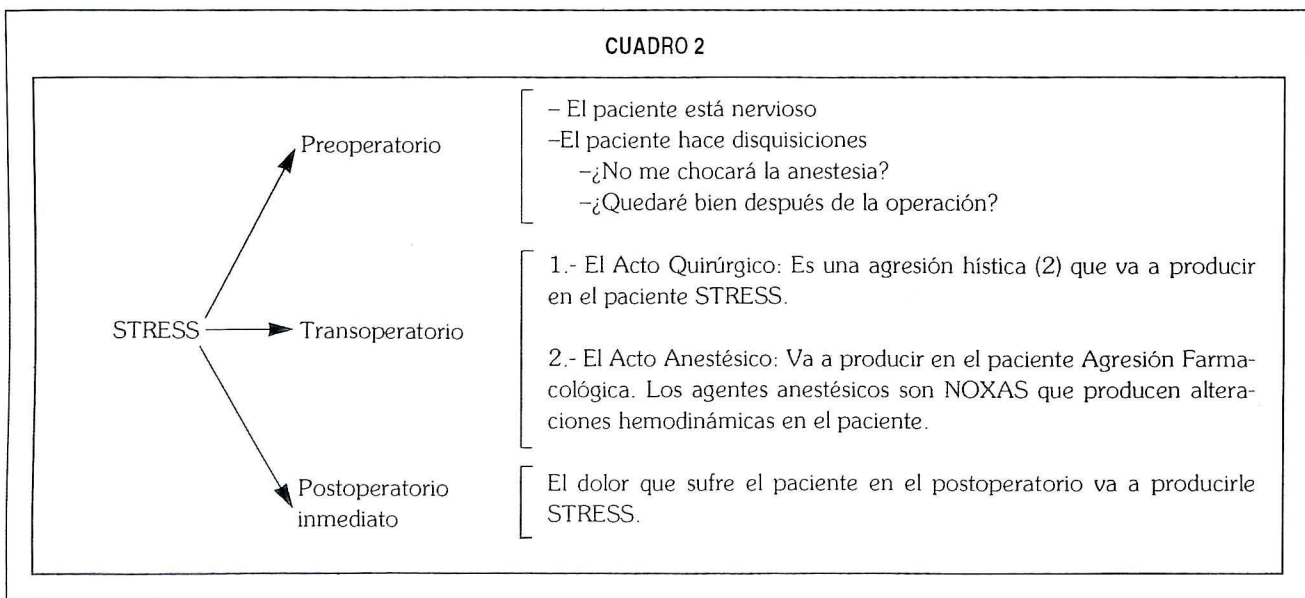 CUADRO 2
– El paciente está nervioso
–El paciente hace disquisiciones
Preoperatorio
–¿No me chocará la anestesia?
–¿Quedaré bien después de la operación?
1.- El Acto Quirúrgico: Es una agresión hística (2) que va a producir
en el paciente STRESS.
STRESS
Transoperatorio
2.- El Acto Anestésico: Va a producir en el paciente Agresión Farma-
cológica. Los agentes anestésicos son NOXAS que producen altera-
ciones hemodinámicas en el paciente.
Postoperatorio
inmediato
El dolor que sufre el paciente en el postoperatorio va a producirle
STRESS.